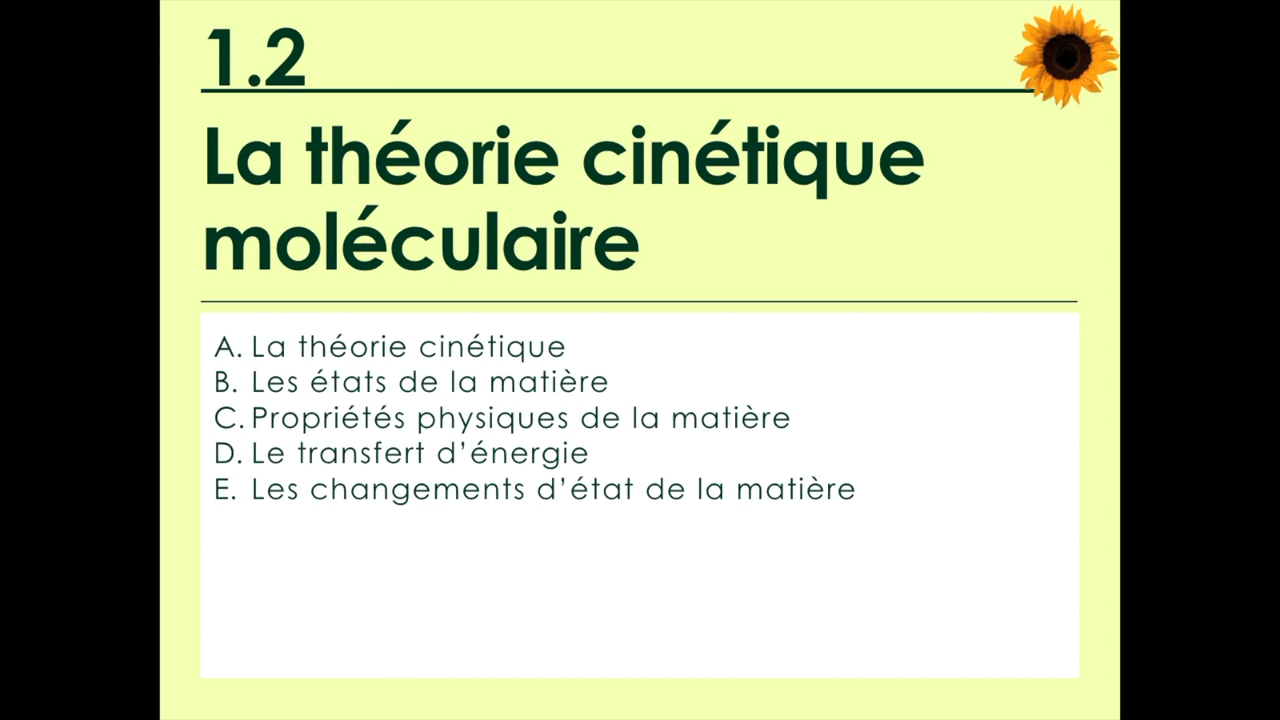 1.2
La théorie cinétique
moléculaire
A. La théorie cinétique
B. Les états de la matière
C. Propriétés physiques de la matière
D. Le transfert d’énergie
E. Les changements d’état de la matière